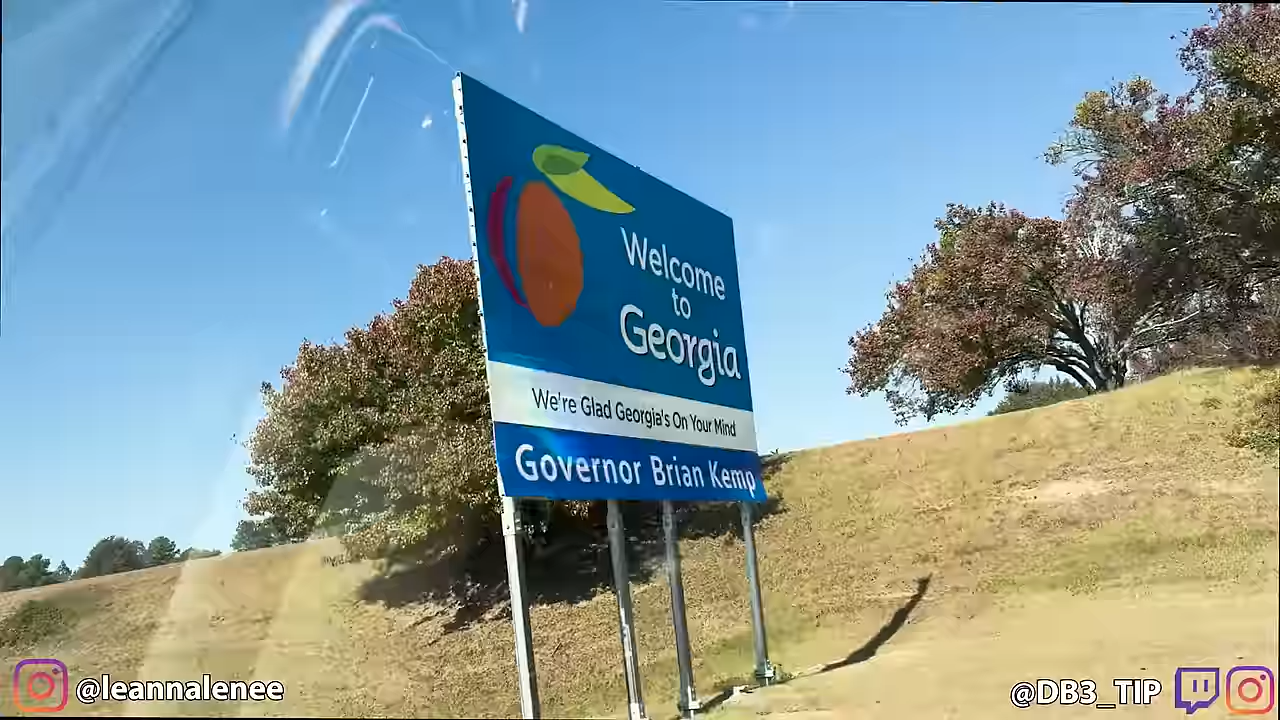 Welcome
to
Georgia
We're Glad Georgia's On Your Mind
Governor Brian Kemp
@leannalenee
@DB3_TIP